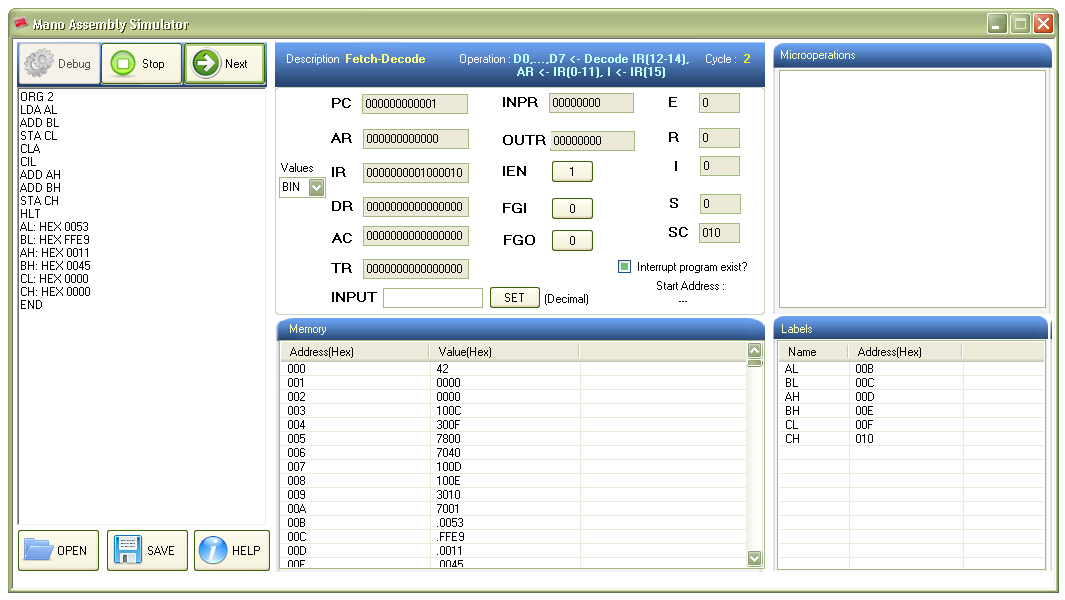 Mano Assembly Simulator
Debug Stop Next
ORG 2
LDA AL
ADD BL
STA CL
CLA
CIL
ADD AH
ADD BH
STA CH
HLT
AL: HEX 0053
BL: HEX FFE9
AH: HEX 0011
BH: HEX 0045
CL: HEX 0000
CH: HEX 0000
END
OPEN SAVE HELP
Description Fetch-Decode Operation : D0,...,D7 <- Decode IR(12-14), Cycle : 2
AR <- IR(0-11), I <- IR(15)
PC 000000000001 INPR 00000000 E 0
AR 000000000000 OUTR 00000000 R 0
Values
BIN
IR 0000000001000010 IEN 1 I 0
DR 000000000000000 FGI 0 S 0
AC 000000000000000 FGO 0 SC 010
TR 000000000000000 Interrupt program exist?
Start Address :
...
INPUT SET (Decimal)
Memory
Address(Hex) Value(Hex)
000 42
001 0000
002 0000
003 100C
004 300F
005 7800
006 7040
007 100D
008 100E
009 3010
00A 7001
00B .0053
00C .FFE9
00D .0011
00E .0045
Microoperations
Labels
Name Address(Hex)
AL 00B
BL 00C
AH 00D
BH 00E
CL 00F
CH 010